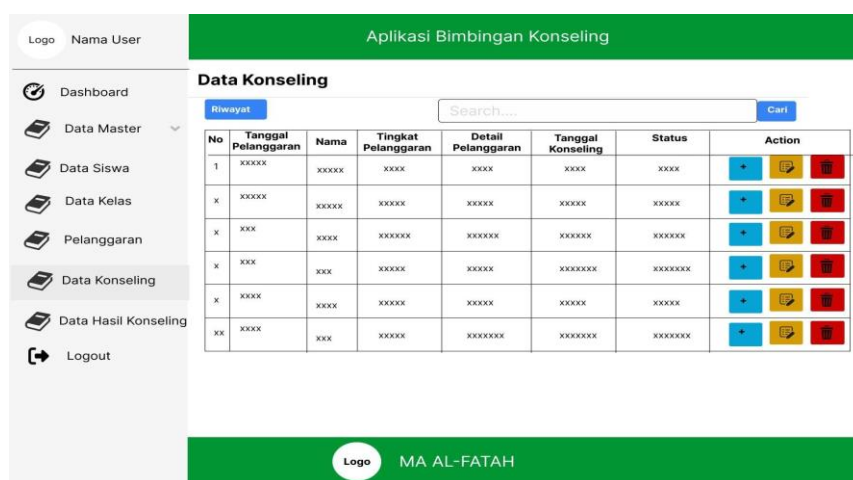 Logo Nama User
Aplikasi Bimbingan Konseling
Dashboard
Data Master
Data Siswa
Data Kelas
Pelanggaran
Data Konseling
Data Hasil Konseling
Logout
Data Konseling
Riwayat
Search....
Cari
No Tanggal Pelanggaran Nama Tingkat Pelanggaran Detail Pelanggaran Tanggal Konseling Status Action
1 xxxxx xxxxx xxxx xxxx xxxx xxxx +
x xxxxx xxxxx xxxxx xxxxx xxxxx xxxxx +
x xxx xxxx xxxxxx xxxxxx xxxxxx xxxxxx +
x xxx xxx xxxxx xxxxx xxxxxxx xxxxxxx +
x xxxx xxxx xxxxx xxxxx xxxxx xxxxx +
xx xxxx xxx xxxxx xxxxxxx xxxxxxx xxxxxxx +
Logo MA AL-FATAH